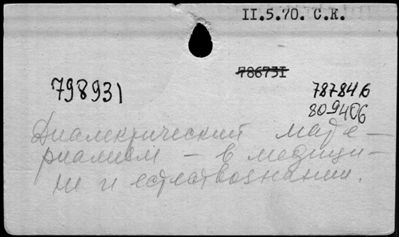 II.5.70. С.К.
786731
798931
787846
809406
Диалектический мате-
риализм – в медици-
не и естествознании.